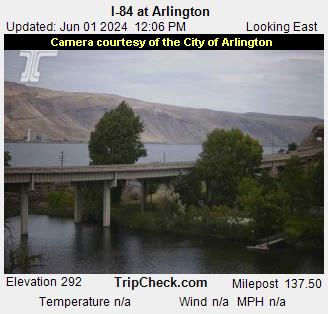 I-84 at Arlington
Updated: Jun 01 2024 12:06 PM Looking East
Camera courtesy of the City of Arlington
Elevation 292 TripCheck.com Milepost 137.50
Temperature n/a Wind n/a MPH n/a